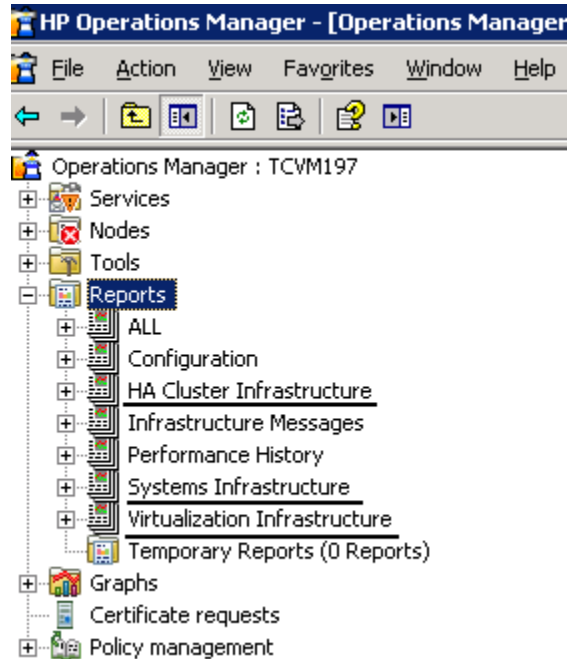 HP Operations Manager - [Operations Manager
File Action View Favorites Window Help
Operations Manager : TCVM197
Services
Nodes
Tools
Reports
ALL
Configuration
HA Cluster Infrastructure
Infrastructure Messages
Performance History
Systems Infrastructure
Virtualization Infrastructure
Temporary Reports (0 Reports)
Graphs
Certificate requests
Policy management